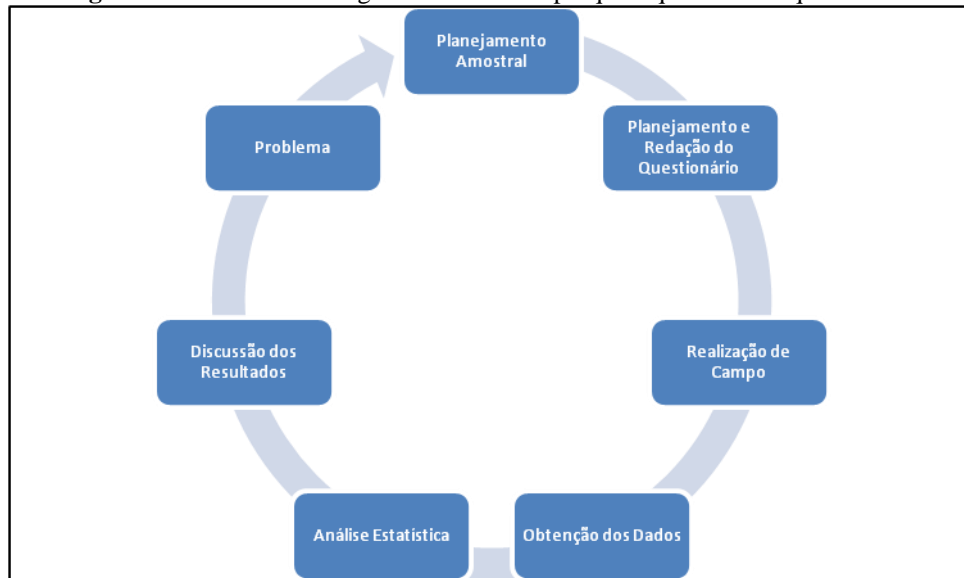 Planejamento
Amostral
Problema
Planejamento e
Redação do
Questionário
Discussão dos
Resultados
Realização de
Campo
Análise Estatística
Obtenção dos Dados